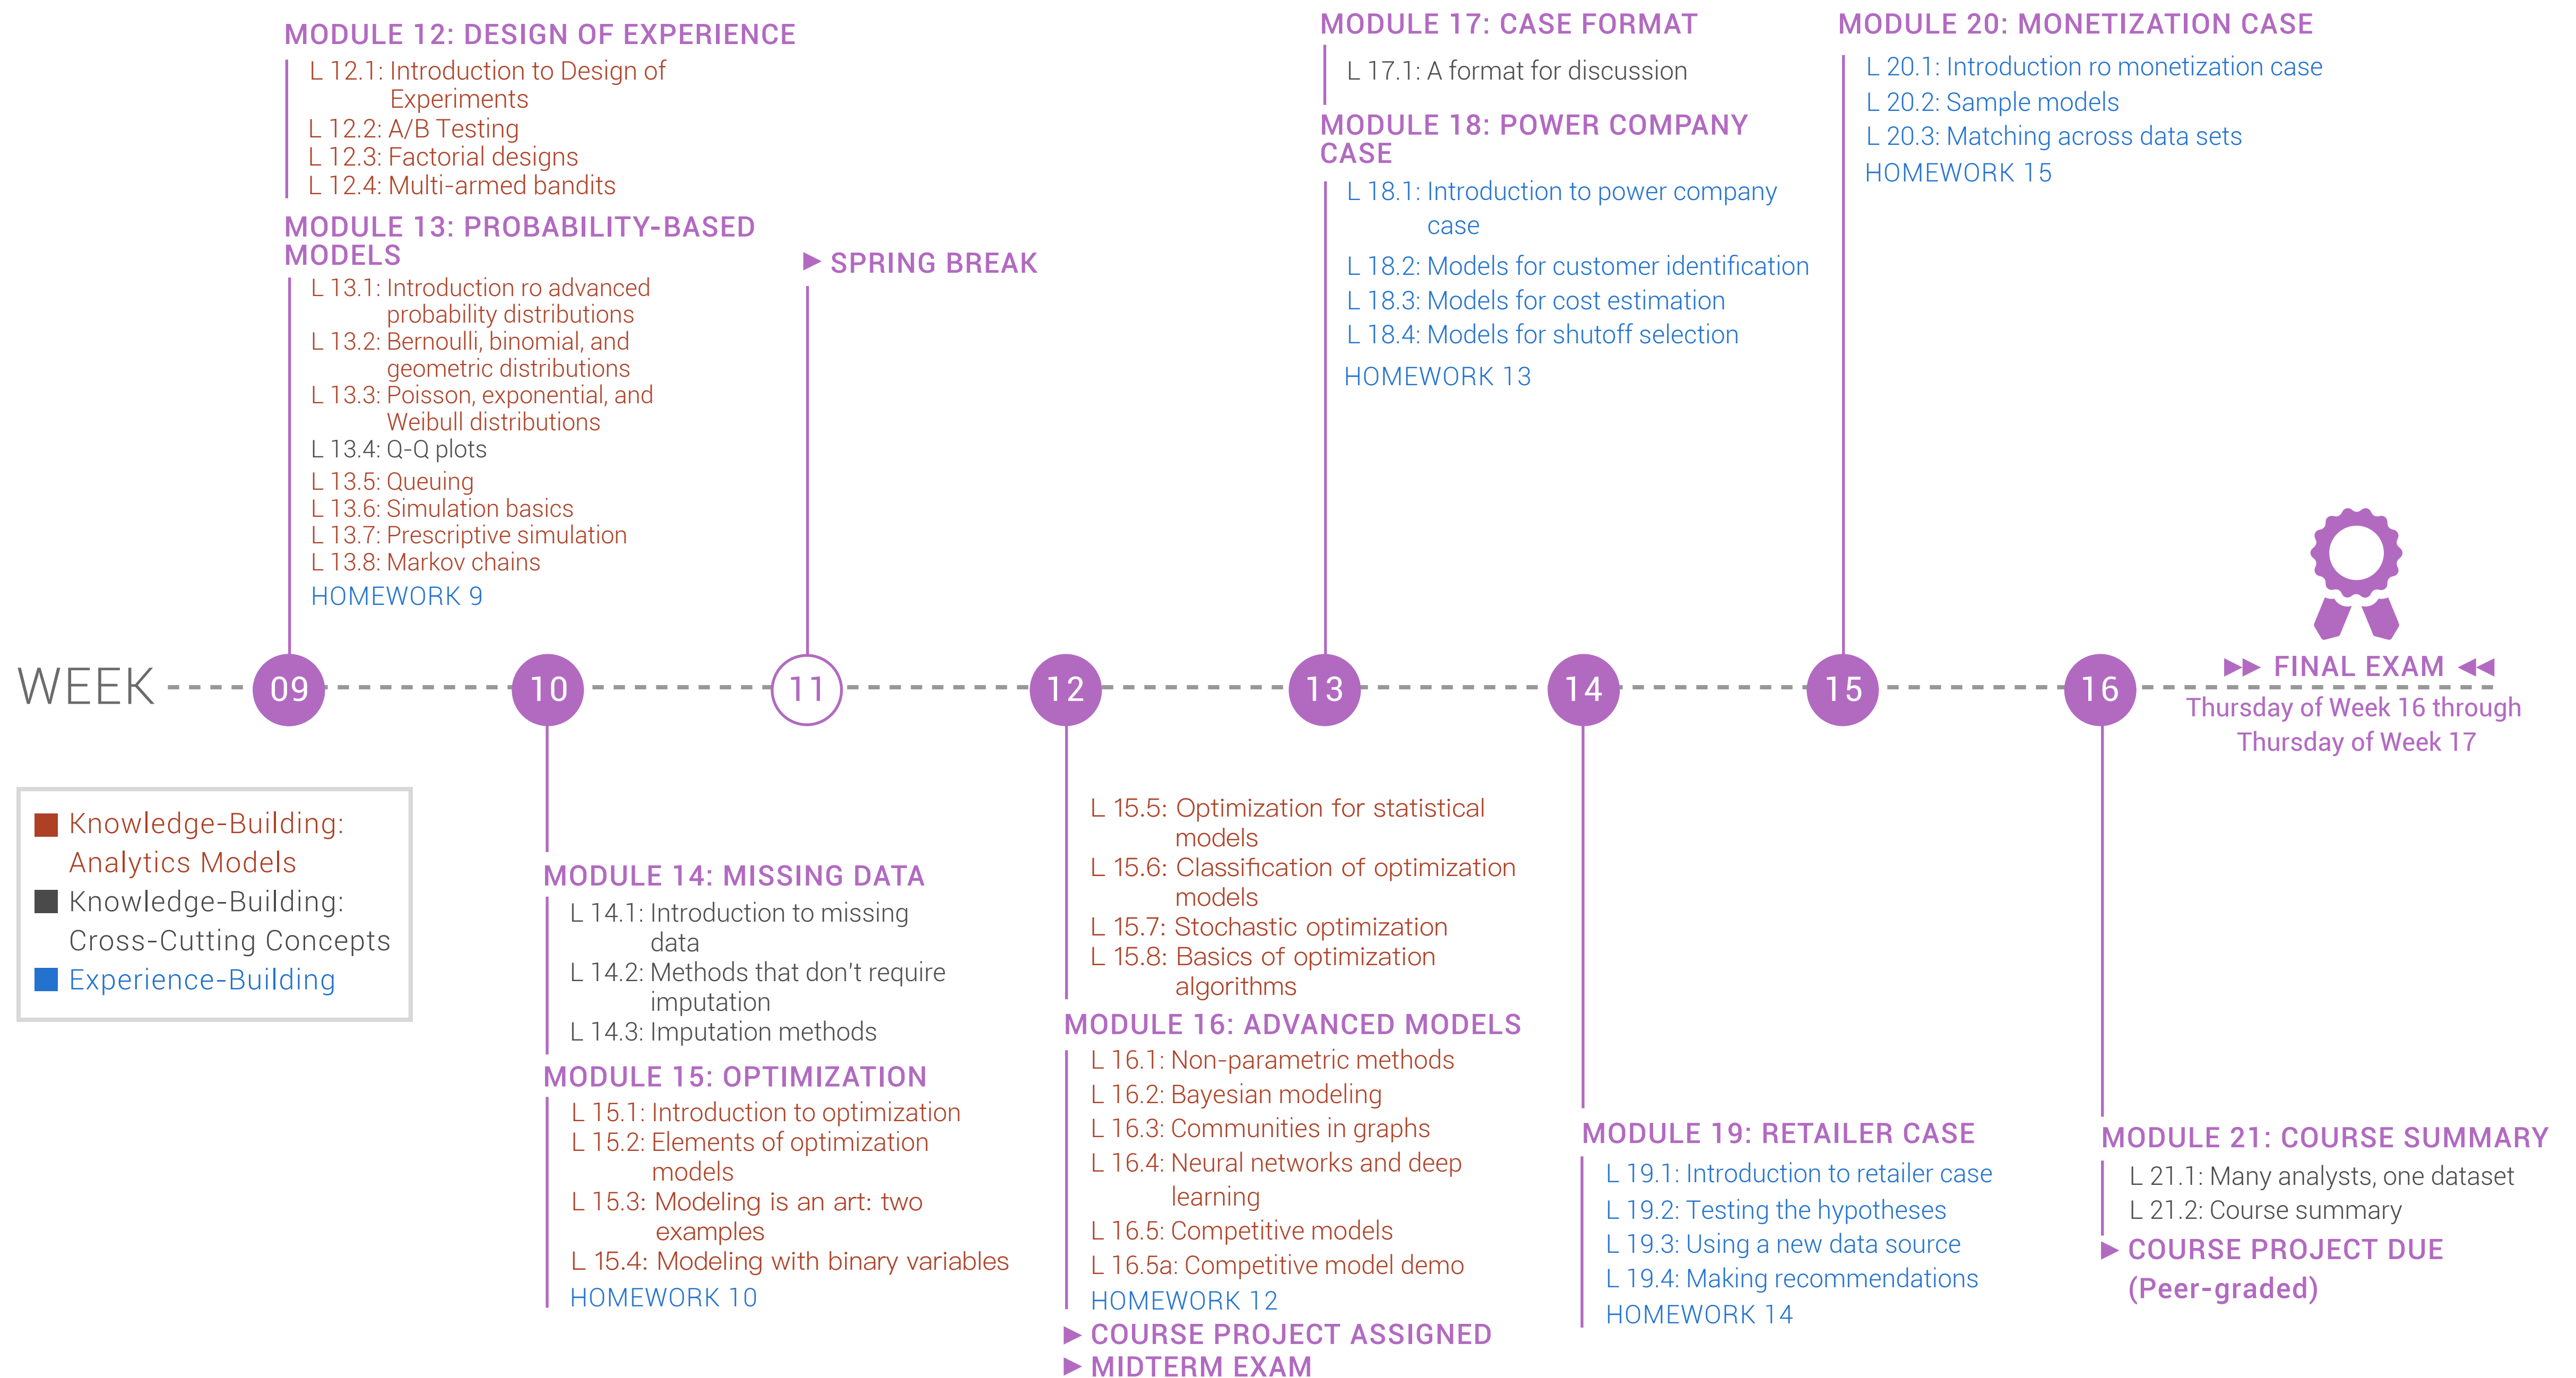 MODULE 12: DESIGN OF EXPERIENCE
L 12.1: Introduction to Design of
Experiments
L 12.2: A/B Testing
L 12.3: Factorial designs
L 12.4: Multi-armed bandits
MODULE 13: PROBABILITY-BASED
MODELS
L 13.1: Introduction ro advanced
probability distributions
L 13.2: Bernoulli, binomial, and
geometric distributions
L 13.3: Poisson, exponential, and
Weibull distributions
L 13.4: Q-Q plots
L 13.5: Queuing
L 13.6: Simulation basics
L 13.7: Prescriptive simulation
L 13.8: Markov chains
HOMEWORK 9
▶ SPRING BREAK
MODULE 17: CASE FORMAT
L 17.1: A format for discussion
MODULE 18: POWER COMPANY
CASE
L 18.1: Introduction to power company
case
L 18.2: Models for customer identification
L 18.3: Models for cost estimation
L 18.4: Models for shutoff selection
HOMEWORK 13
MODULE 20: MONETIZATION CASE
L 20.1: Introduction ro monetization case
L 20.2: Sample models
L 20.3: Matching across data sets
HOMEWORK 15
WEEK 09 10 11 12 13 14 15 16
▶▶ FINAL EXAM ◀◀
Thursday of Week 16 through
Thursday of Week 17
Knowledge-Building:
Analytics Models
Knowledge-Building:
Cross-Cutting Concepts
Experience-Building
MODULE 14: MISSING DATA
L 14.1: Introduction to missing
data
L 14.2: Methods that don't require
imputation
L 14.3: Imputation methods
MODULE 15: OPTIMIZATION
L 15.1: Introduction to optimization
L 15.2: Elements of optimization
models
L 15.3: Modeling is an art: two
examples
L 15.4: Modeling with binary variables
HOMEWORK 10
L 15.5: Optimization for statistical
models
L 15.6: Classification of optimization
models
L 15.7: Stochastic optimization
L 15.8: Basics of optimization
algorithms
MODULE 16: ADVANCED MODELS
L 16.1: Non-parametric methods
L 16.2: Bayesian modeling
L 16.3: Communities in graphs
L 16.4: Neural networks and deep
learning
L 16.5: Competitive models
L 16.5a: Competitive model demo
HOMEWORK 12
▶ COURSE PROJECT ASSIGNED
▶ MIDTERM EXAM
MODULE 19: RETAILER CASE
L 19.1: Introduction to retailer case
L 19.2: Testing the hypotheses
L 19.3: Using a new data source
L 19.4: Making recommendations
HOMEWORK 14
MODULE 21: COURSE SUMMARY
L 21.1: Many analysts, one dataset
L 21.2: Course summary
▶ COURSE PROJECT DUE
(Peer-graded)